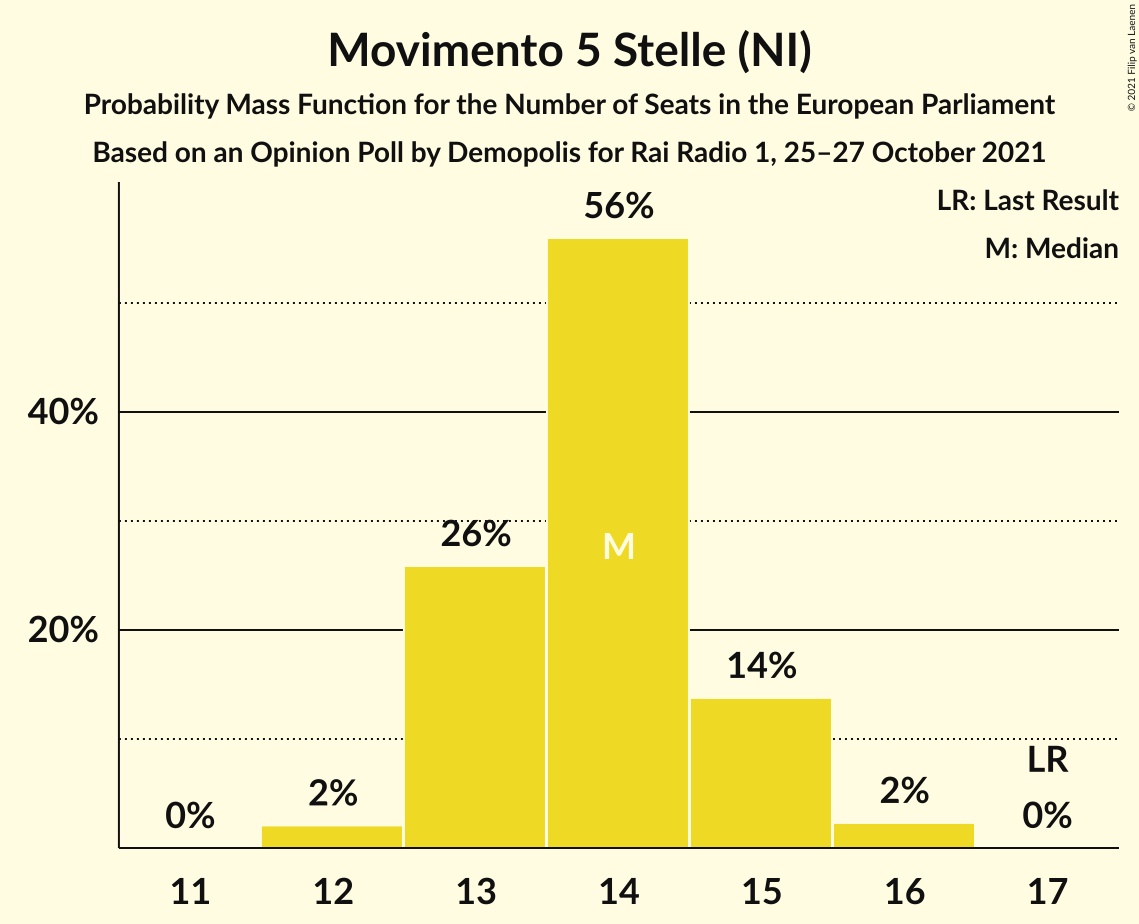 Movimento 5 Stelle (NI)
Probability Mass Function for the Number of Seats in the European Parliament
Based on an Opinion Poll by Demopolis for Rai Radio 1, 25–27 October 2021
© 2021 Filip van Laenen
LR: Last Result
M: Median
56%
40%
26%
M
20%
14%
LR
0%
2%
2%
0%
11 12 13 14 15 16 17